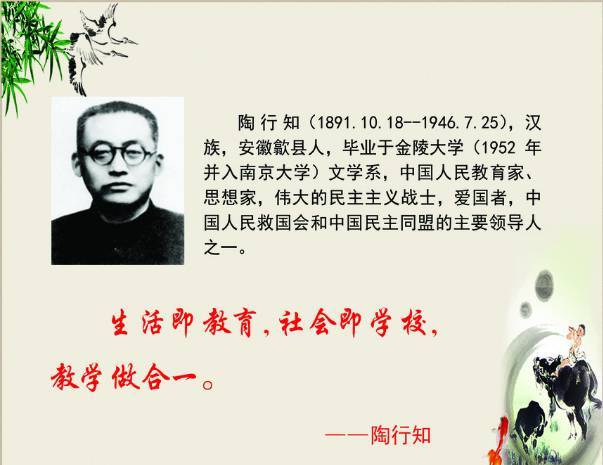 陶行知（1891.10.18--1946.7.25），汉
族，安徽歙县人，毕业于金陵大学（1952 年
并入南京大学）文学系，中国人民教育家、
思想家，伟大的民主主义战士，爱国者，中
国人民救国会和中国民主同盟的主要领导人
之一。
生活即教育,社会即学校,
教学做合一。
——陶行知